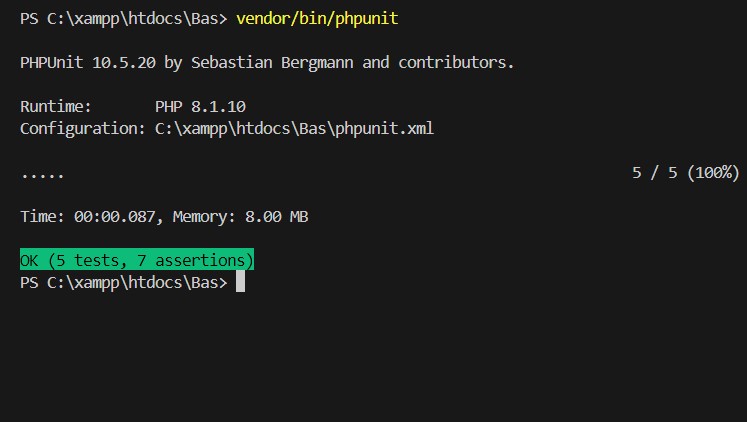 PS C:\xampp\htdocs\Bas> vendor/bin/phpunit
PHPUnit 10.5.20 by Sebastian Bergmann and contributors.
Runtime:       PHP 8.1.10
Configuration: C:\xampp\htdocs\Bas\phpunit.xml
.....                                                               5 / 5 (100%)
Time: 00:00.087, Memory: 8.00 MB
OK (5 tests, 7 assertions)
PS C:\xampp\htdocs\Bas>